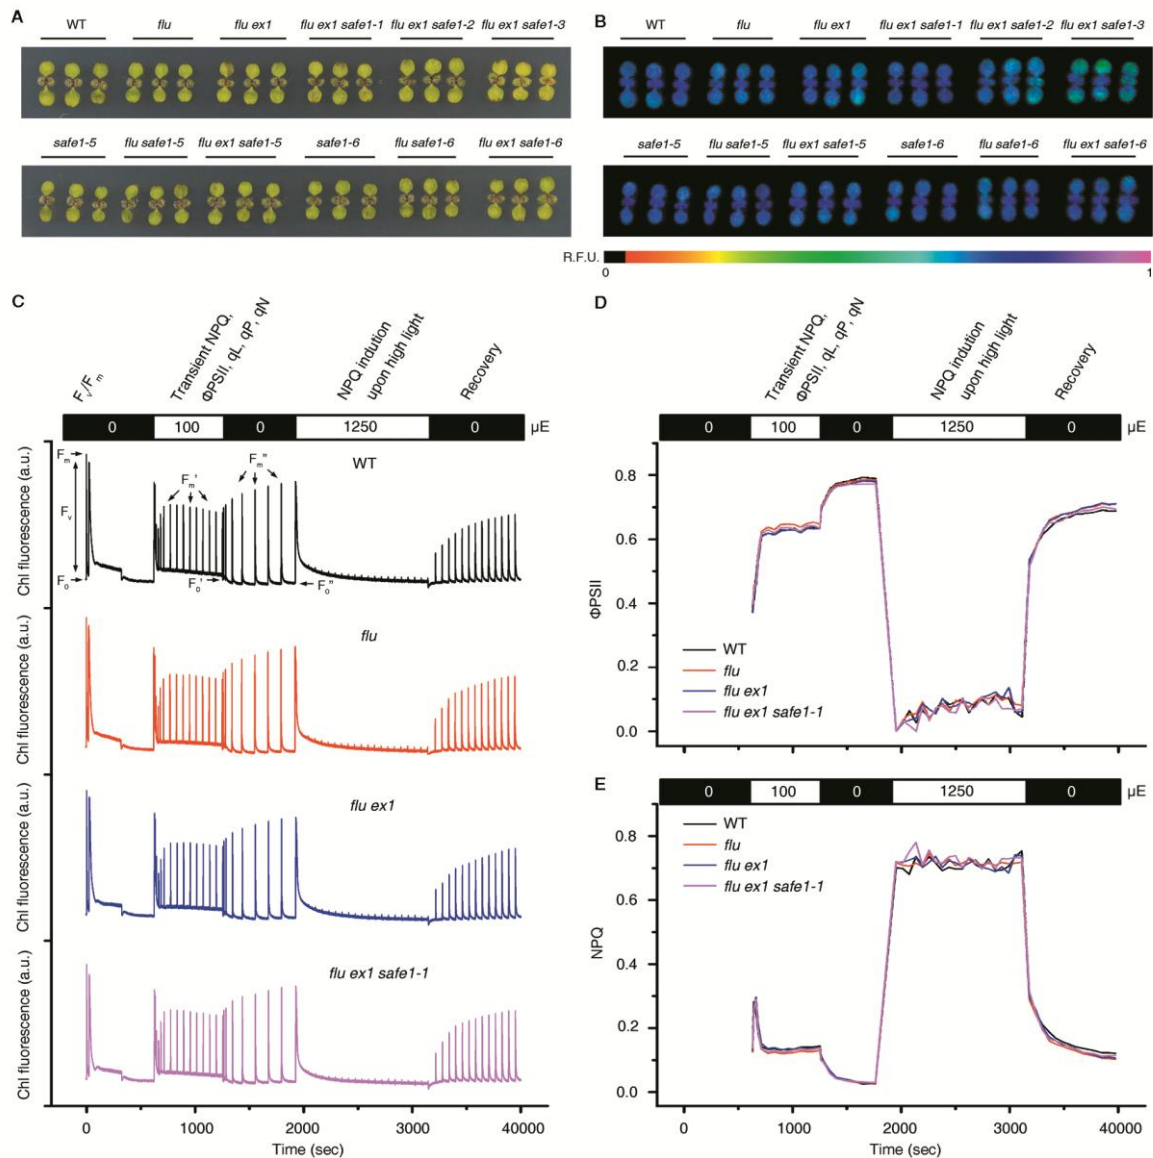 A
WT flu flu ex1 flu ex1 safe1-1 flu ex1 safe1-2 flu ex1 safe1-3
safe1-5 flu safe1-5 flu ex1 safe1-5 safe1-6 flu safe1-6 flu ex1 safe1-6
B
WT flu flu ex1 flu ex1 safe1-1 flu ex1 safe1-2 flu ex1 safe1-3
safe1-5 flu safe1-5 flu ex1 safe1-5 safe1-6 flu safe1-6 flu ex1 safe1-6
R.F.U.
0 1
C
Fv/Fm
Transient NPQ,
ΦPSII, qL, qP, qN
NPQ indution
upon high light
Recovery
0 100 0 1250 0 µE
WT
Fm
Fv
Fo
Fm'
Fm"
Fo'
Fo"
Chl fluorescence (a.u.)
flu
Chl fluorescence (a.u.)
flu ex1
Chl fluorescence (a.u.)
flu ex1 safe1-1
Chl fluorescence (a.u.)
0 1000 2000 3000 40000
Time (sec)
D
Transient NPQ,
ΦPSII, qL, qP, qN
NPQ indution
upon high light
Recovery
0 100 0 1250 0 µE
0.8
0.6
0.4
0.2
0.0
ΦPSII
WT
flu
flu ex1
flu ex1 safe1-1
E
0 100 0 1250 0 µE
0.8
0.6
0.4
0.2
0.0
NPQ
WT
flu
flu ex1
flu ex1 safe1-1
0 1000 2000 3000 40000
Time (sec)